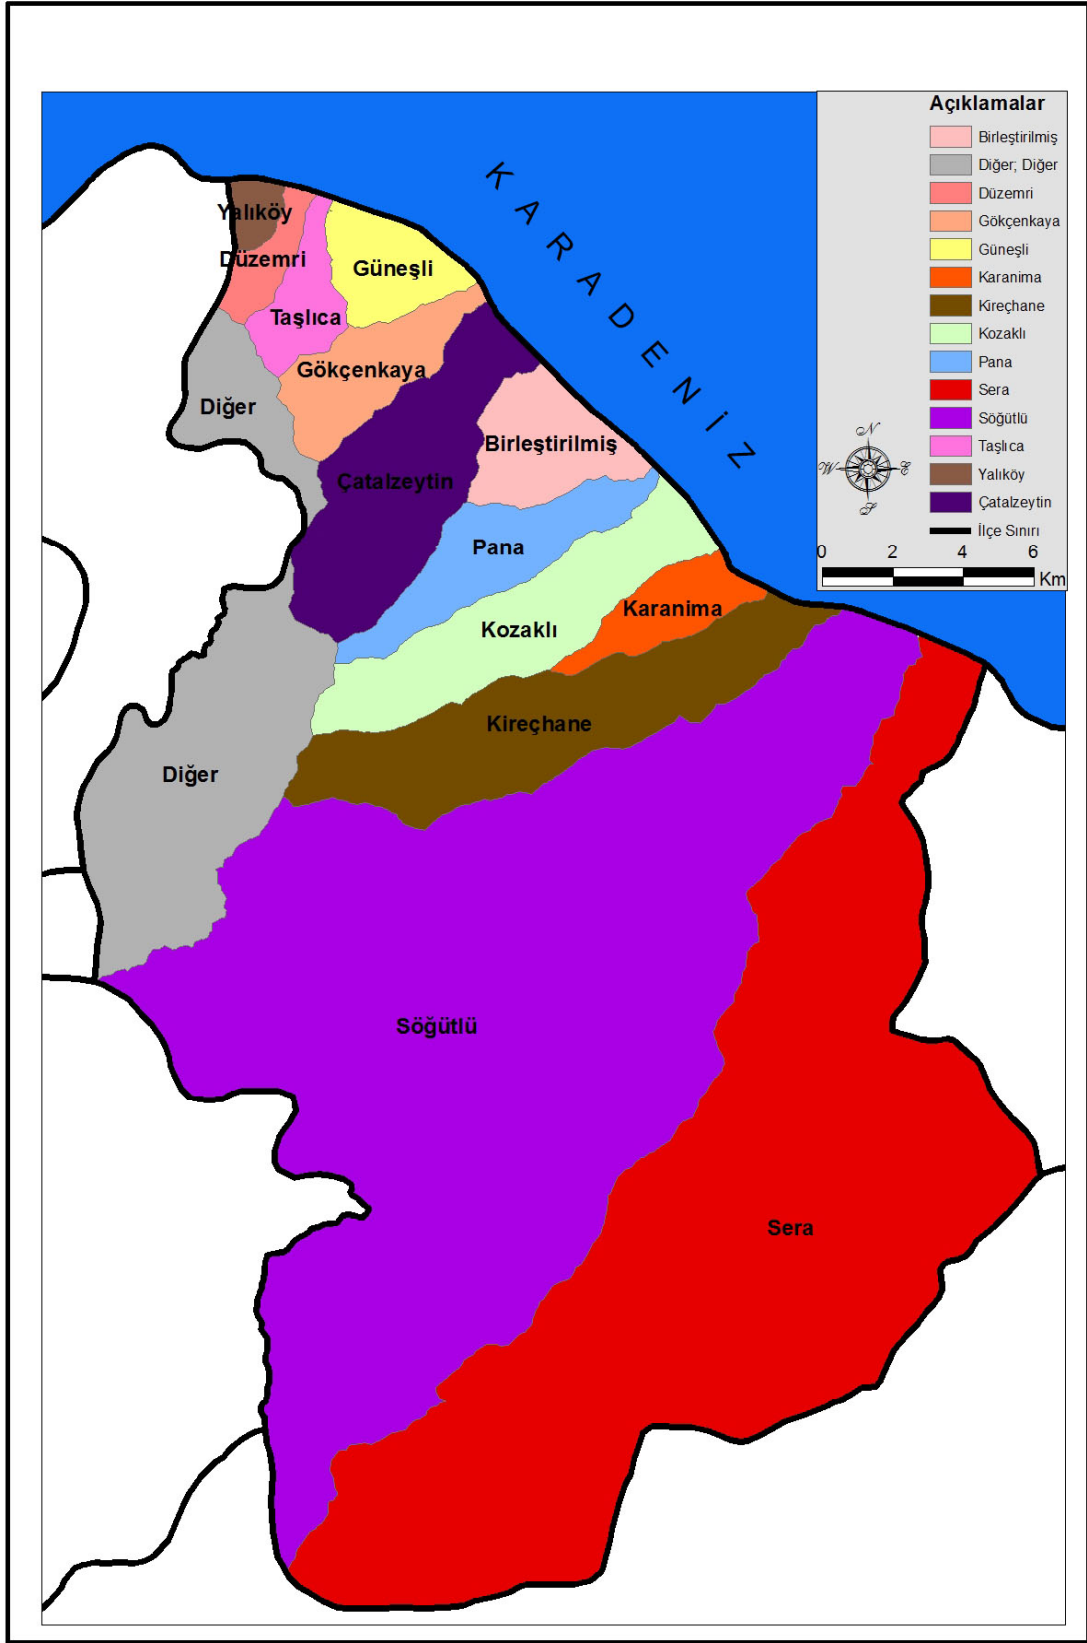 KARADENİZ
Açıklamalar
Birleştirilmiş
Diğer; Diğer
Düzemri
Gökçenkaya
Güneşli
Karanima
Kireçhane
Kozaklı
Pana
Sera
Söğütlü
Taşlıca
Yalıköy
Çatalzeytin
İlçe Sınırı
N
W E
S
0 2 4 6
Km
Yalıköy
Düzemri
Güneşli
Taşlıca
Gökçenkaya
Diğer
Birleştirilmiş
Çatalzeytin
Pana
Karanima
Kozaklı
Kireçhane
Diğer
Söğütlü
Sera